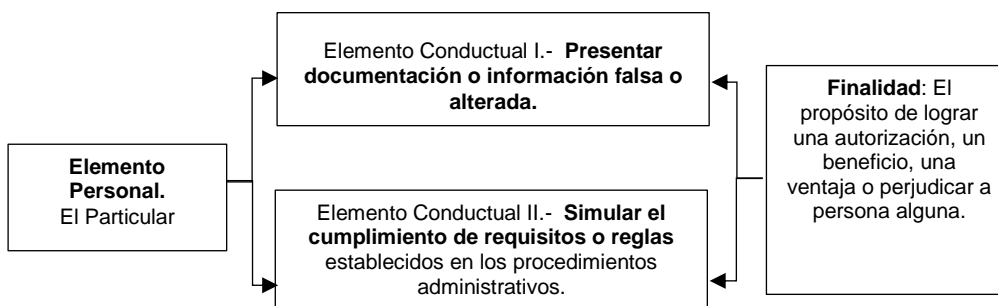 Elemento Personal.
El Particular
Elemento Conductual I.- Presentar
documentación o información falsa o
alterada.
Elemento Conductual II.- Simular el
cumplimiento de requisitos o reglas
establecidos en los procedimientos
administrativos.
Finalidad: El
propósito de lograr
una autorización, un
beneficio, una
ventaja o perjudicar a
persona alguna.